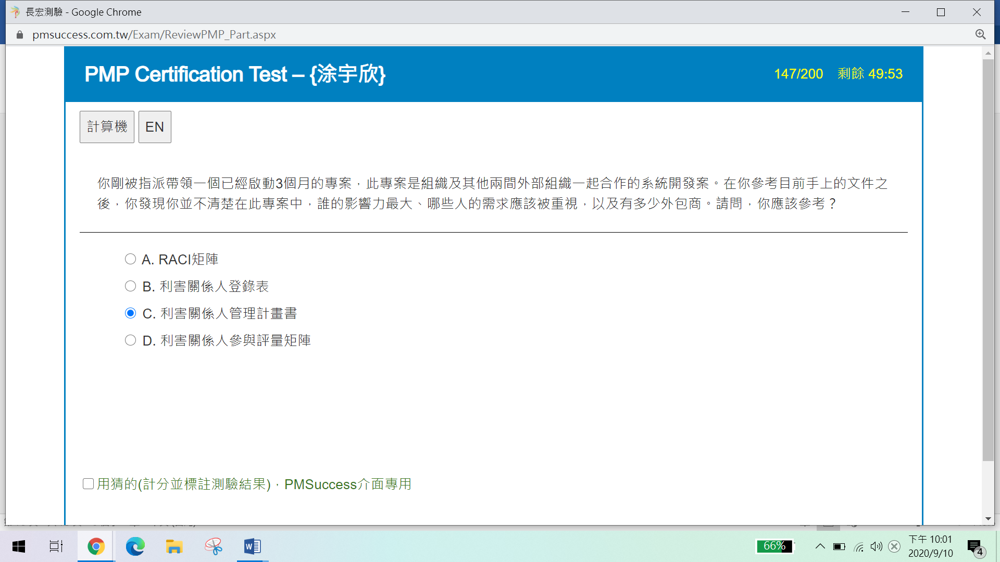 長宏測驗 - Google Chrome
pmsuccess.com.tw/Exam/ReviewPMP_Part.aspx
PMP Certification Test – {涂宇欣}
147/200 剩餘 49:53
計算機 EN
你剛被指派帶領一個已經啟動3個月的專案，此專案是組織及其他兩間外部組織一起合作的系統開發案。在你參考目前手上的文件之
後，你發現你並不清楚在此專案中，誰的影響力最大、哪些人的需求應該被重視，以及有多少外包商。請問，你應該參考？
A. RACI矩陣
B. 利害關係人登錄表
C. 利害關係人管理計畫書
D. 利害關係人參與評量矩陣
用猜的(計分並標註測驗結果)，PMSuccess介面專用
66%
下午 10:01
2020/9/10
4